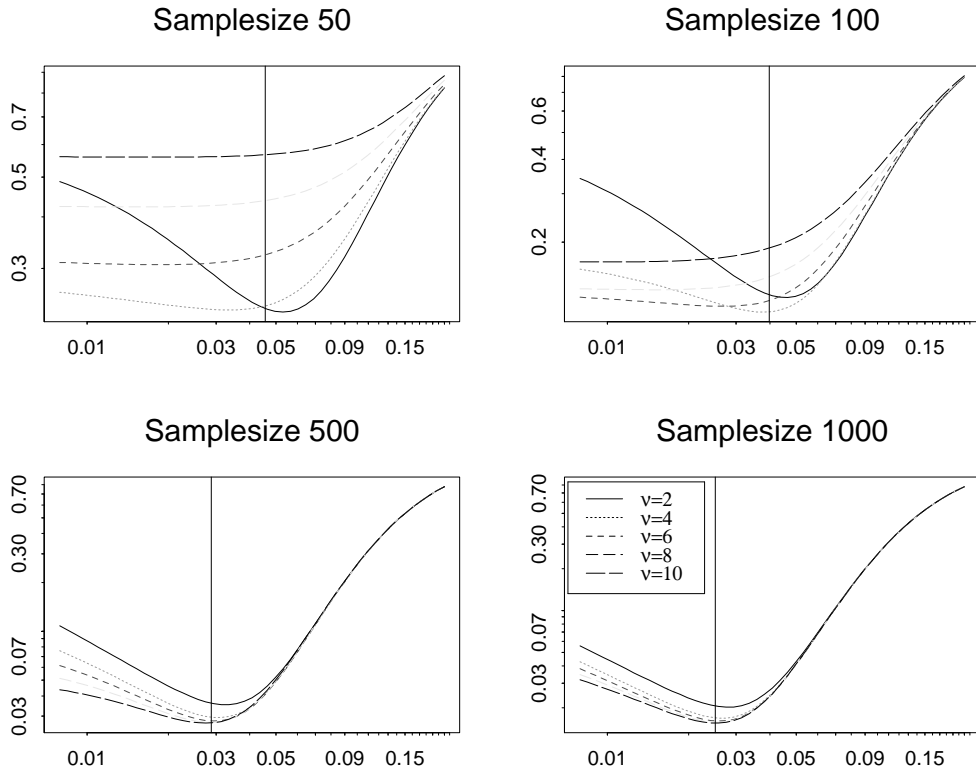 Samplesize 50
0.7
0.5
0.3
0.01 0.03 0.05 0.09 0.15
Samplesize 100
0.6
0.4
0.2
0.01 0.03 0.05 0.09 0.15
Samplesize 500
0.70
0.30
0.07
0.03
0.01 0.03 0.05 0.09 0.15
Samplesize 1000
0.70
0.30
0.07
0.03
ν=2
ν=4
ν=6
ν=8
ν=10
0.01 0.03 0.05 0.09 0.15